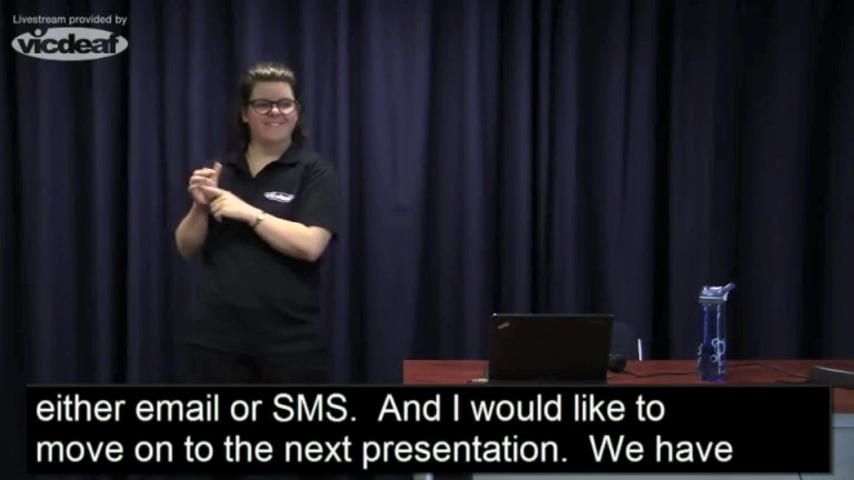 Livestream provided by
vicdeaf
vicdeaf
either email or SMS.  And I would like to
move on to the next presentation.  We have